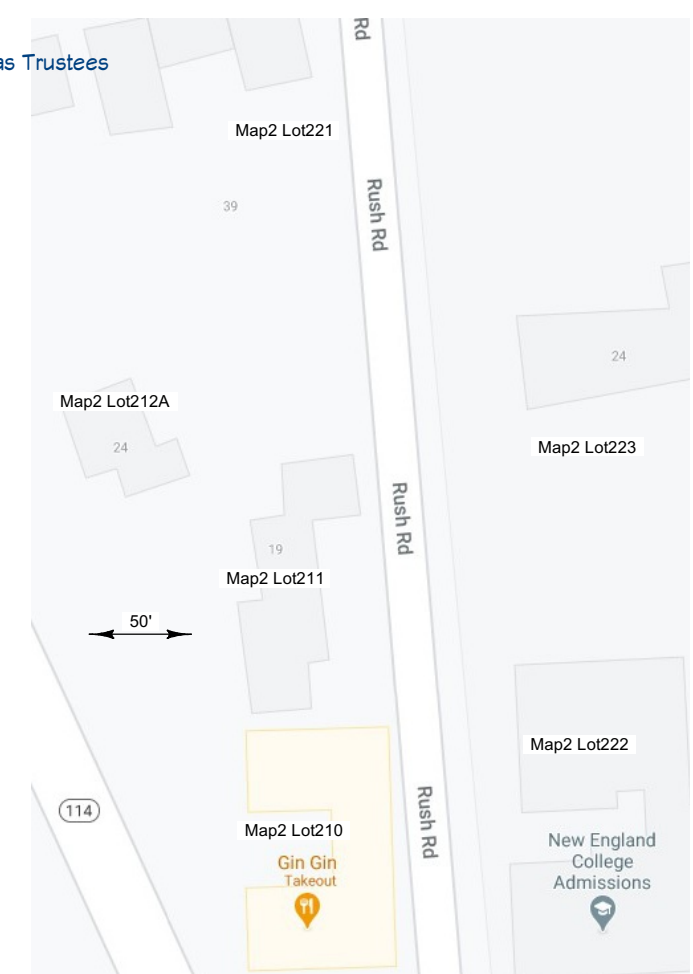 Rd
as Trustees
Map2 Lot221
39
Rush Rd
24
Map2 Lot212A
24
Map2 Lot223
Rush Rd
19
Map2 Lot211
50'
Map2 Lot222
114
Rush Rd
Map2 Lot210
Gin Gin
Takeout
New England
College
Admissions